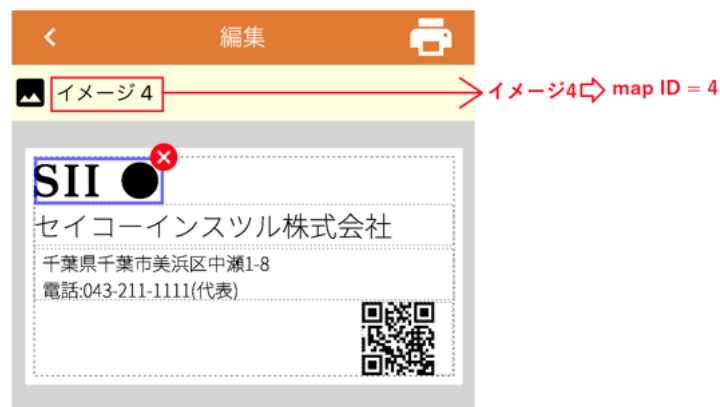 編集
イメージ 4
イメージ4⇨ map ID = 4
SII ●
セイコーインスツル株式会社
千葉県千葉市美浜区中瀬1-8
電話:043-211-1111(代表)